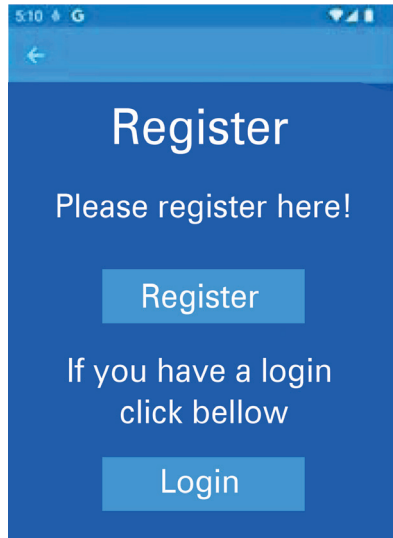 5:10 G
Register
Please register here!
Register
If you have a login
click bellow
Login